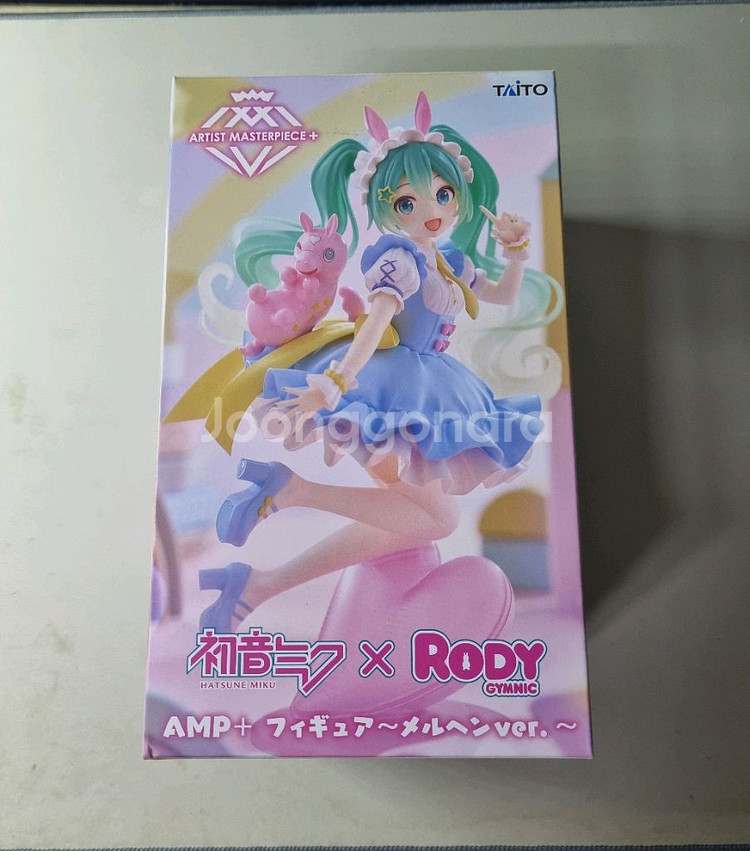 TAITO
ARTIST MASTERPIECE+
Joonggonara
初音ミク × RODY
HATSUNE MIKU
GYMNIC
AMP+ フィギュア～メルヘンver.～